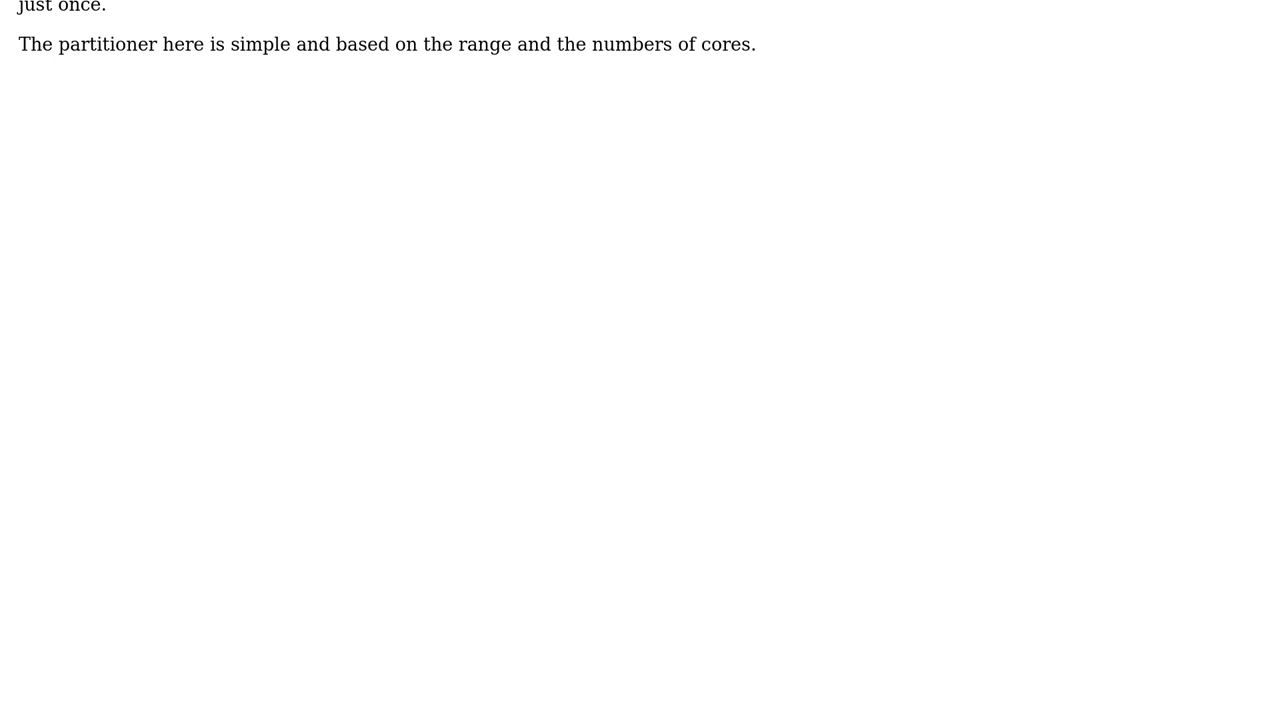 just once.
The partitioner here is simple and based on the range and the numbers of cores.